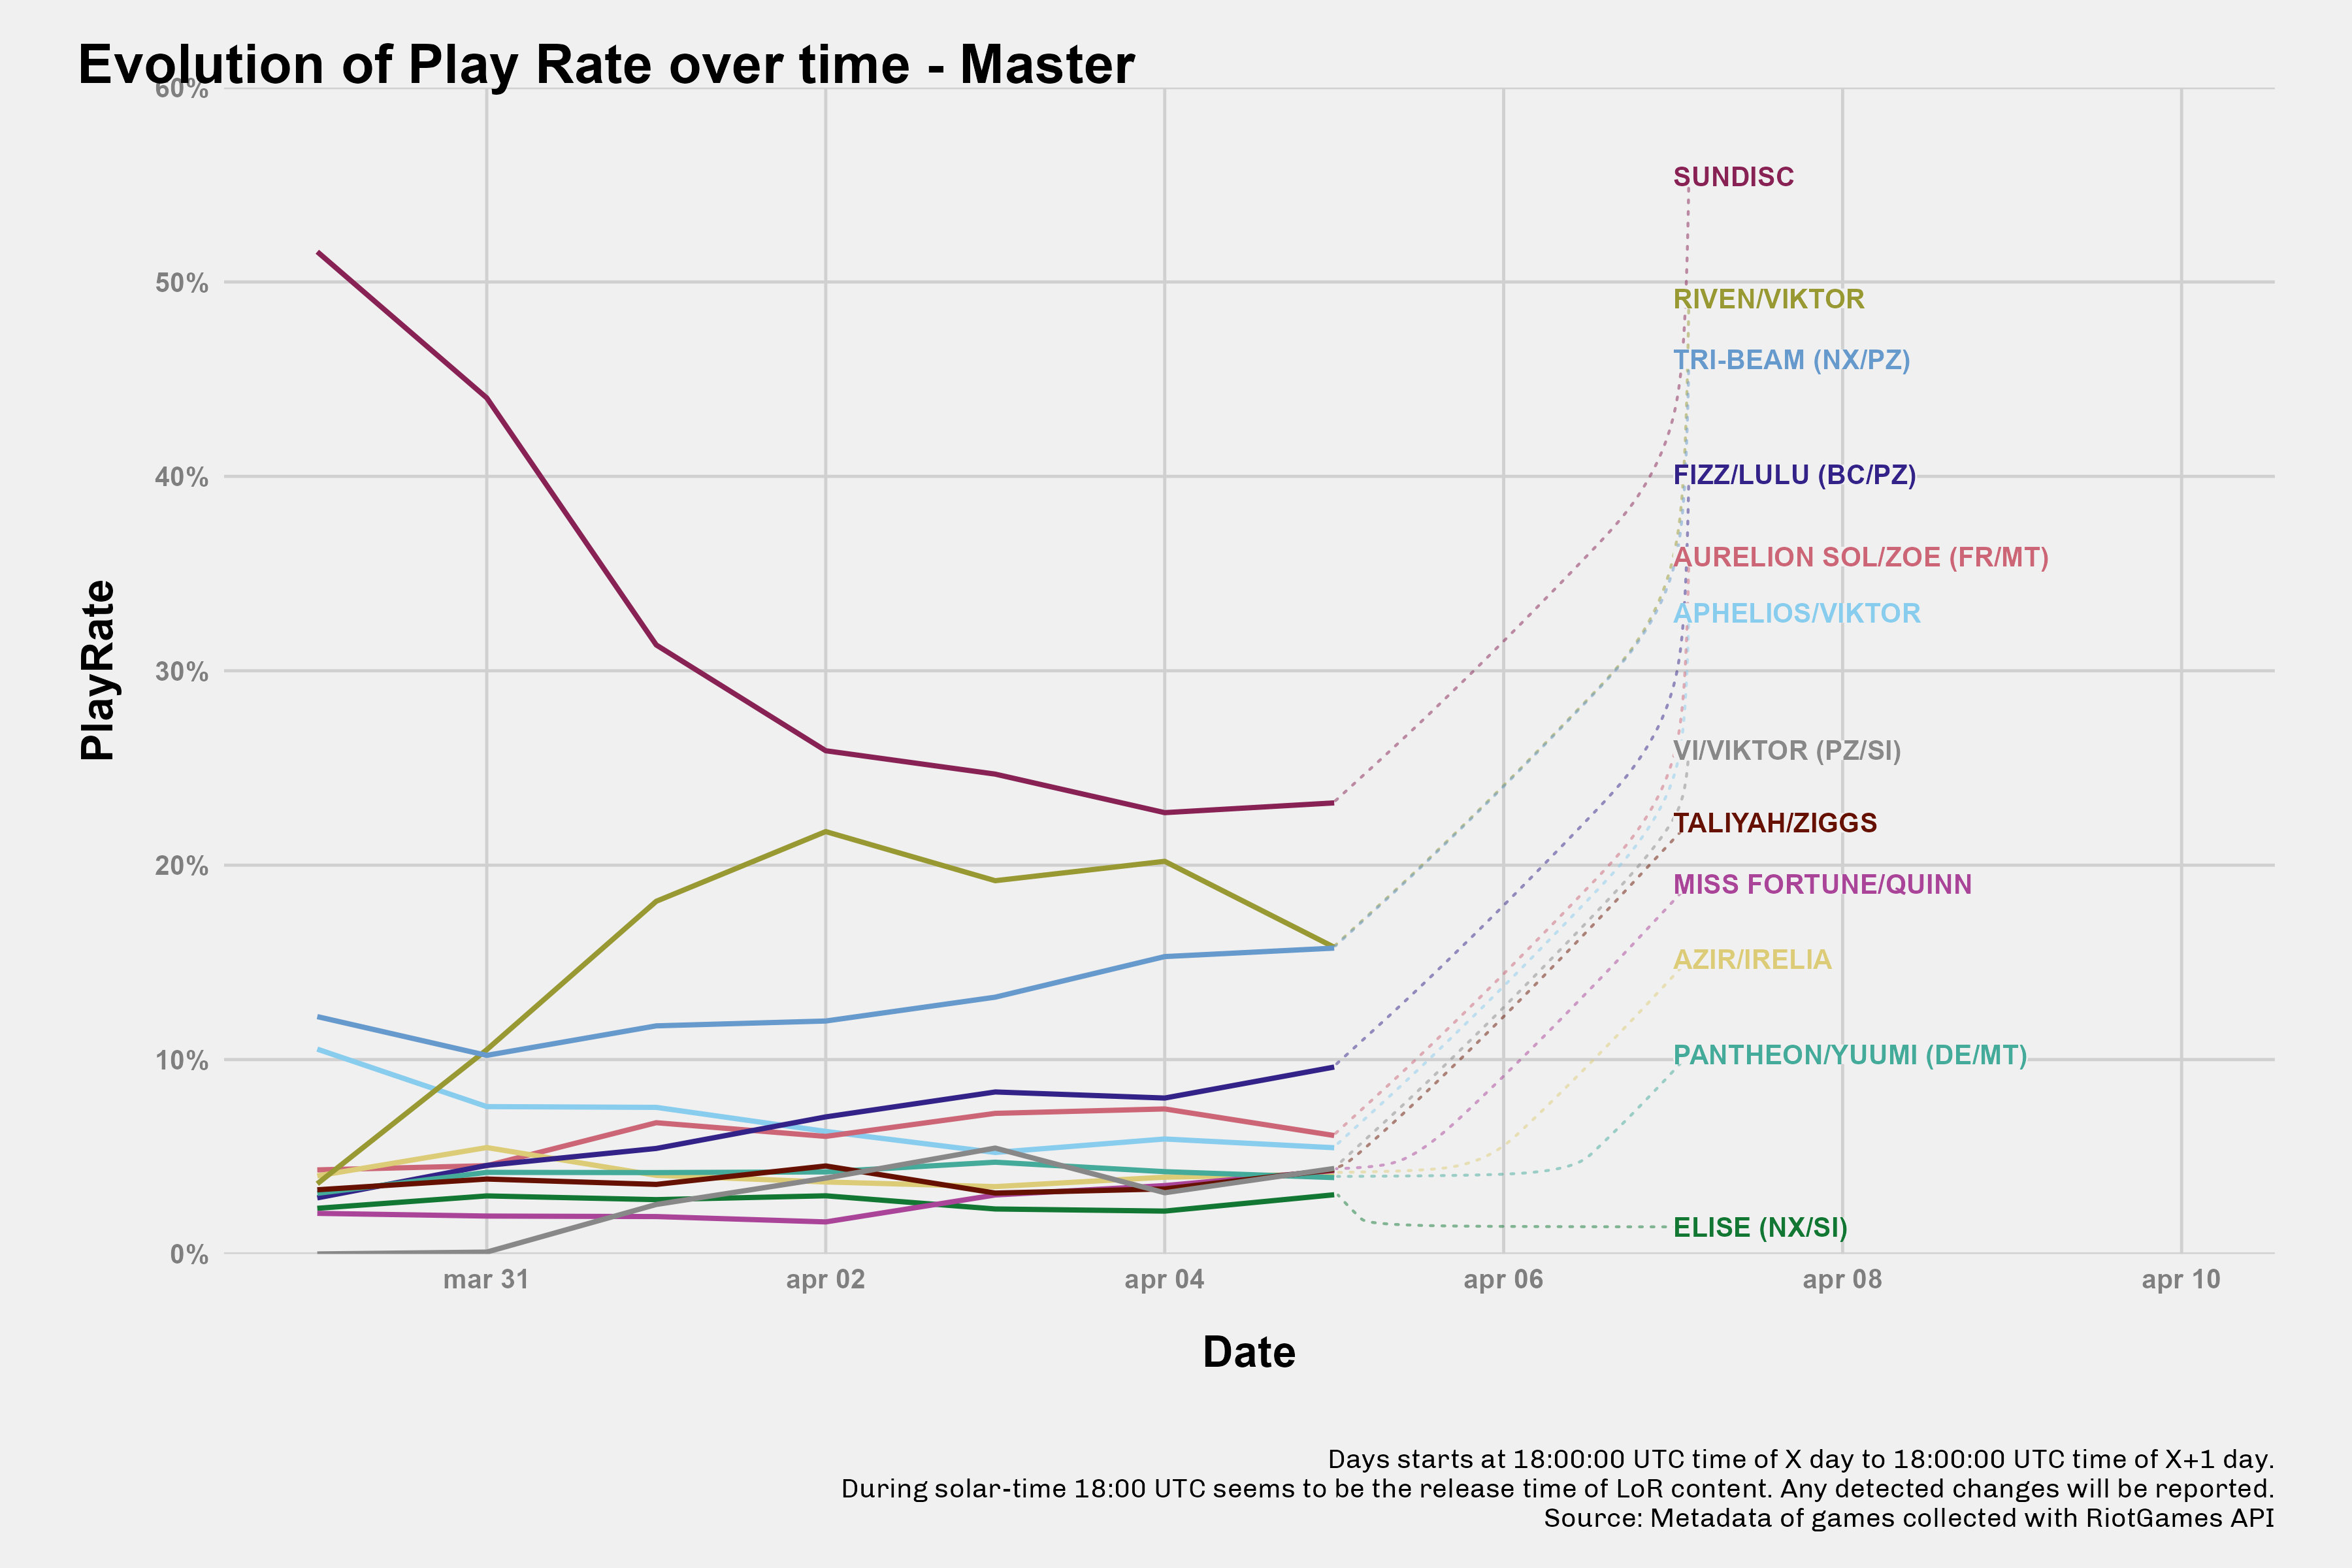 Evolution of Play Rate over time - Master
60%
50%
40%
30%
20%
10%
0%
PlayRate
SUNDISC
RIVEN/VIKTOR
TRI-BEAM (NX/PZ)
FIZZ/LULU (BC/PZ)
AURELION SOL/ZOE (FR/MT)
APHELIOS/VIKTOR
VI/VIKTOR (PZ/SI)
TALIYAH/ZIGGS
MISS FORTUNE/QUINN
AZIR/IRELIA
PANTHEON/YUUMI (DE/MT)
ELISE (NX/SI)
mar 31
apr 02
apr 04
apr 06
apr 08
apr 10
Date
Days starts at 18:00:00 UTC time of X day to 18:00:00 UTC time of X+1 day.
During solar-time 18:00 UTC seems to be the release time of LoR content. Any detected changes will be reported.
Source: Metadata of games collected with RiotGames API